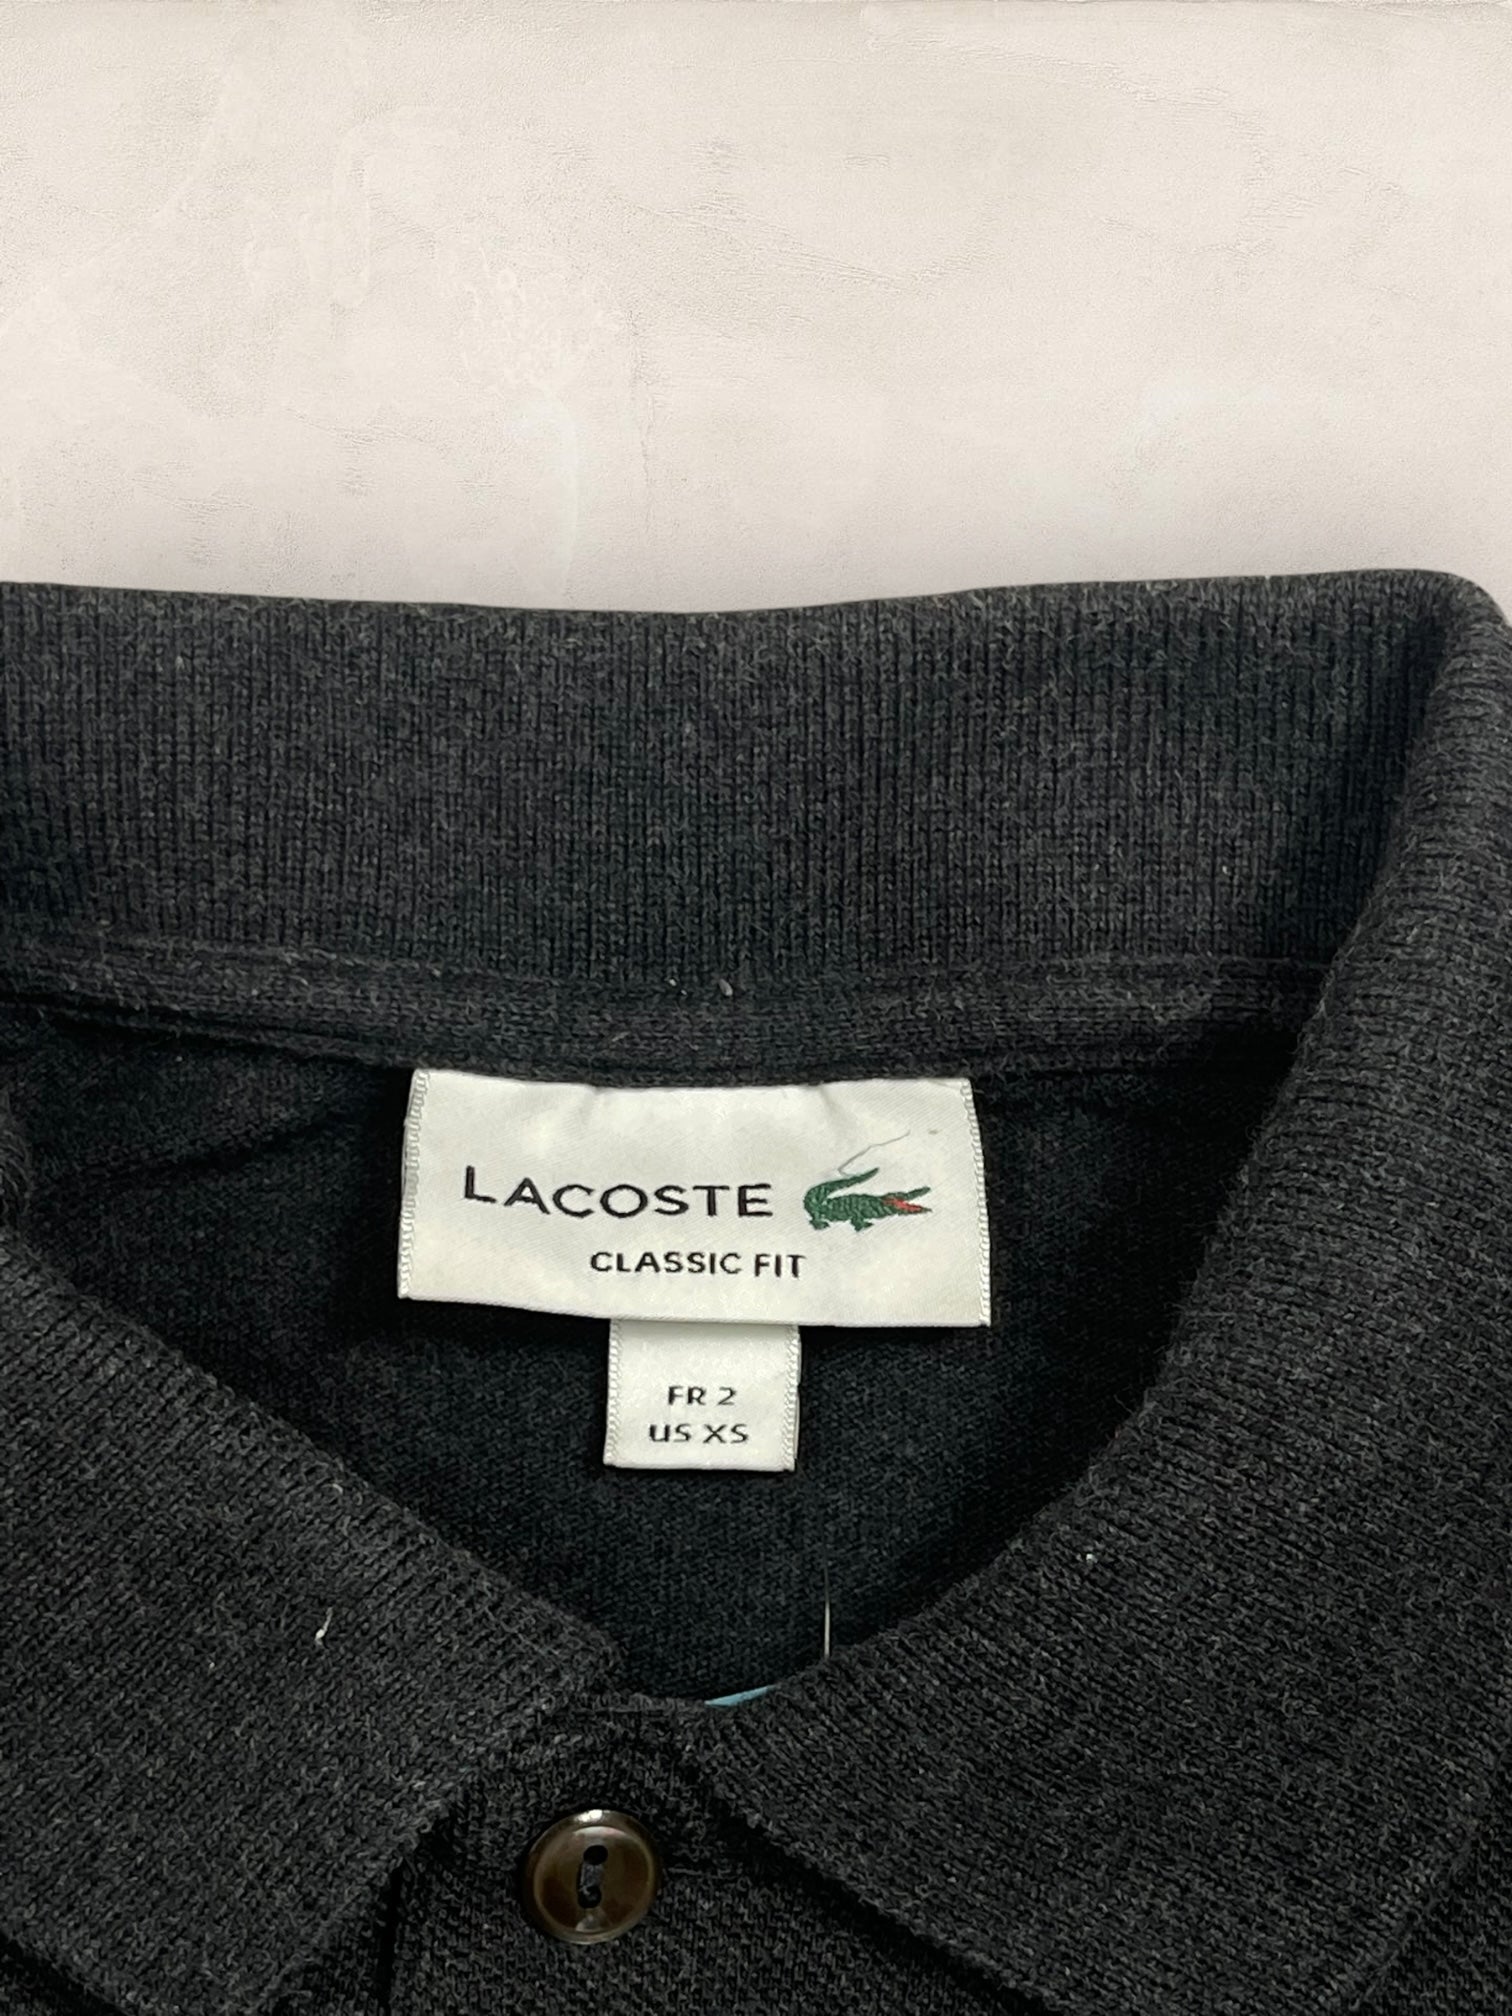 LACOSTE
CLASSIC FIT
FR 2
US XS